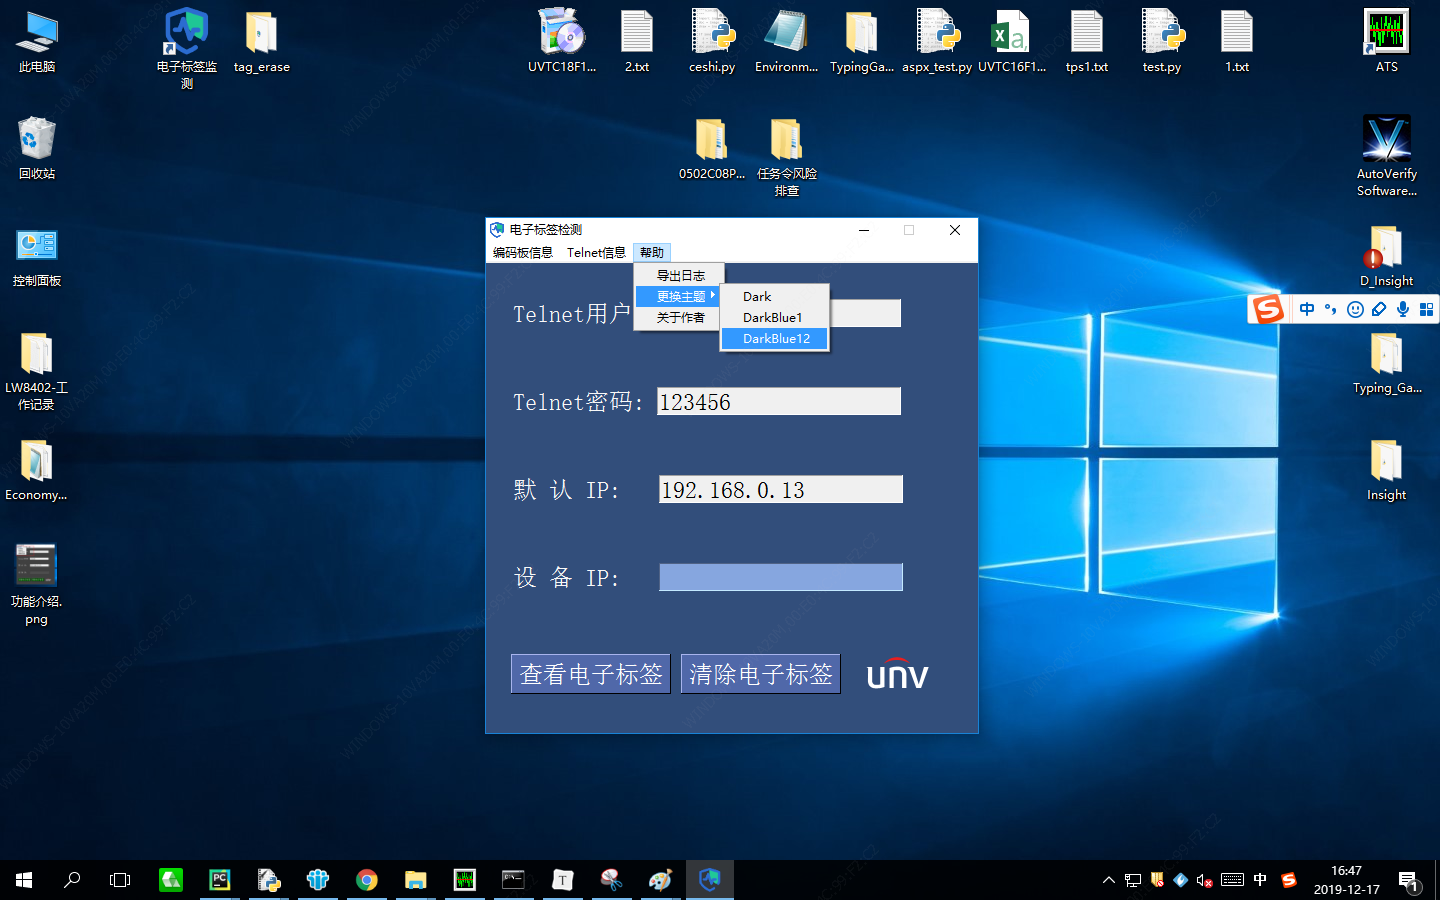 此电脑
电子标签监
测
tag_erase
UVTC18F1...
2.txt
ceshi.py
Environm...
TypingGa...
aspx_test.py
UVTC16F1...
tps1.txt
test.py
1.txt
ATS
回收站
0502C08P...
任务令风险
排查
AutoVerify
Software...
控制面板
D_Insight
LW8402-工
作记录
Typing_Ga...
Economy...
Insight
功能介绍.
png
电子标签检测
编码板信息 Telnet信息 帮助
导出日志
更换主题
关于作者
Dark
DarkBlue1
DarkBlue12
Telnet用户
Telnet密码: 123456
默 认 IP: 192.168.0.13
设 备 IP:
查看电子标签
清除电子标签
unv
中
中
16:47
2019-12-17
1